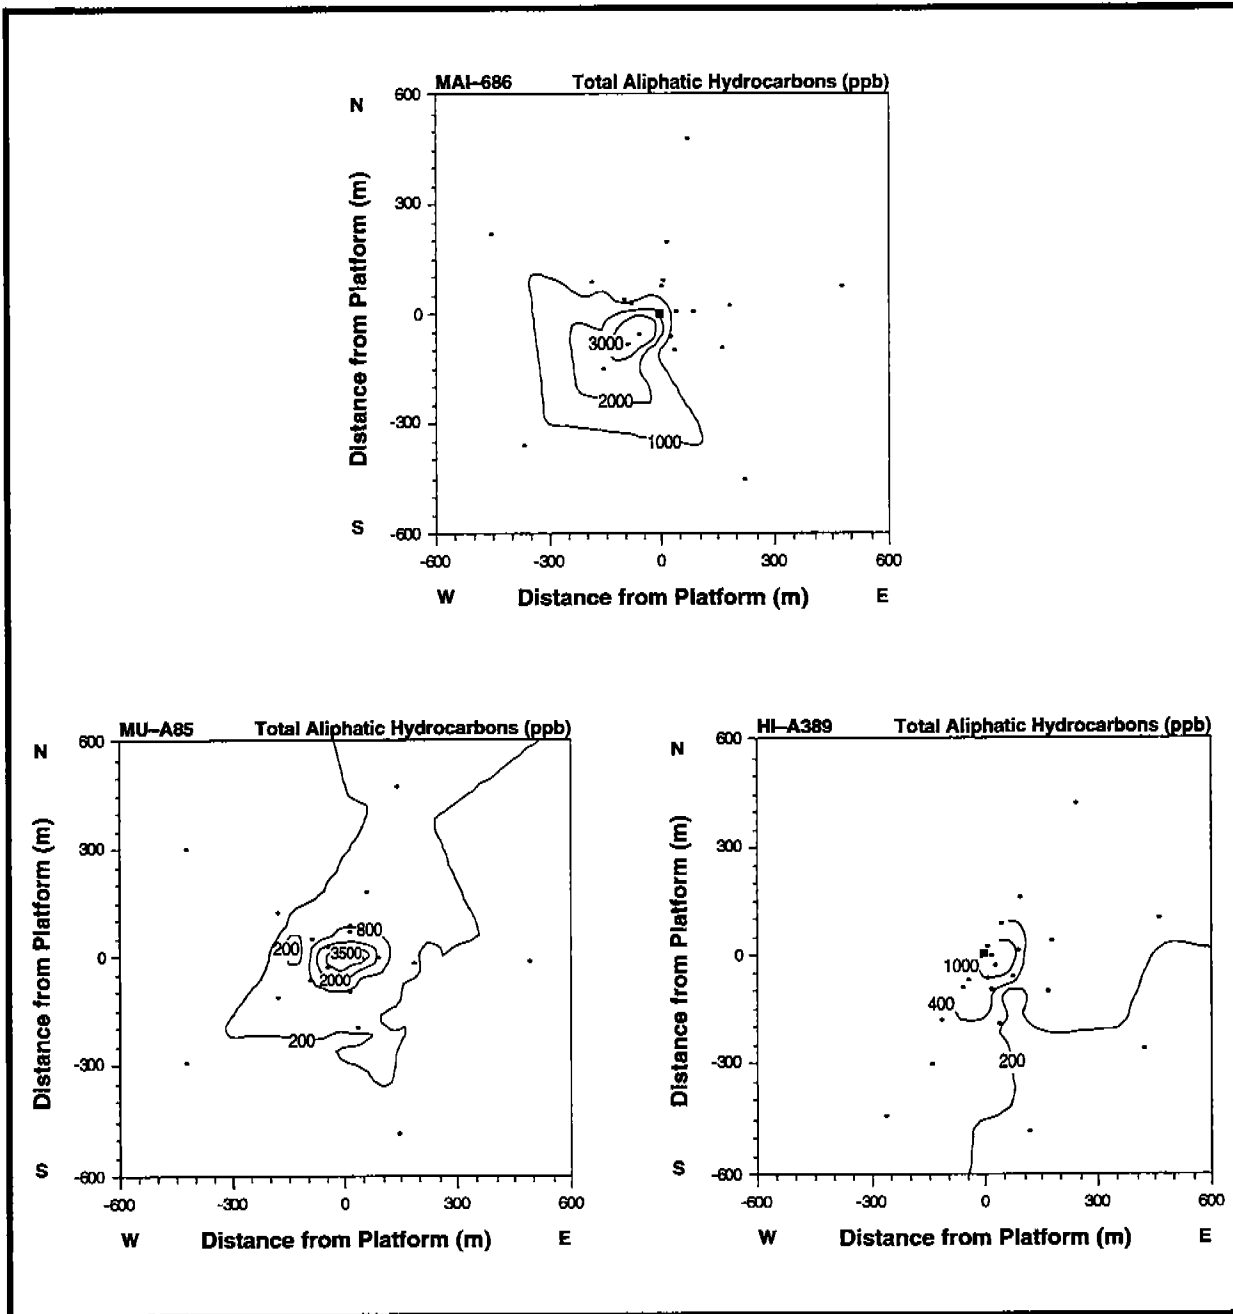 MAI-686 Total Aliphatic Hydrocarbons (ppb)
N
600
300
0
-300
-600
S
Distance from Platform (m)
3000
2000
1000
-600 -300 0 300 600
W Distance from Platform (m) E
MU-A85 Total Aliphatic Hydrocarbons (ppb)
N
600
300
0
-300
-600
S
Distance from Platform (m)
800
200
3500
2000
200
-600 -300 0 300 600
W Distance from Platform (m) E
HI-A389 Total Aliphatic Hydrocarbons (ppb)
N
600
300
0
-300
-600
S
Distance from Platform (m)
1000
400
200
-600 -300 0 300 600
W Distance from Platform (m) E